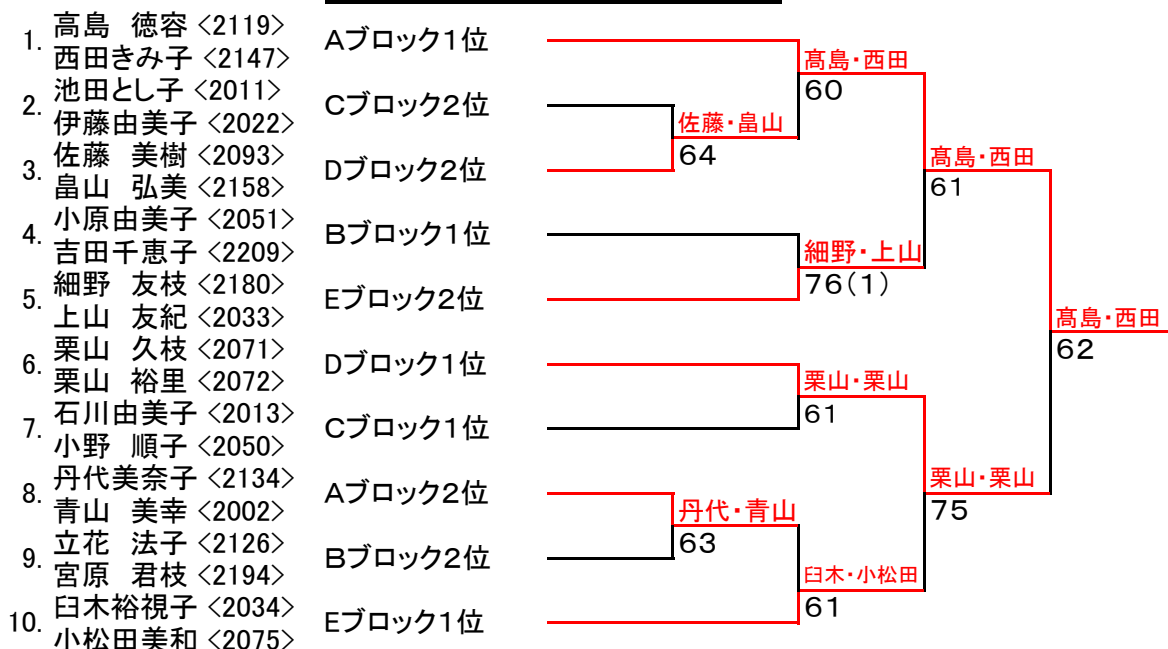 1. 高島　徳容 <2119>
西田きみ子 <2147>
Aブロック1位
2. 池田とし子 <2011>
伊藤由美子 <2022>
Cブロック2位
3. 佐藤　美樹 <2093>
畠山　弘美 <2158>
Dブロック2位
4. 小原由美子 <2051>
吉田千恵子 <2209>
Bブロック1位
5. 細野　友枝 <2180>
上山　友紀 <2033>
Eブロック2位
6. 栗山　久枝 <2071>
栗山　裕里 <2072>
Dブロック1位
7. 石川由美子 <2013>
小野　順子 <2050>
Cブロック1位
8. 丹代美奈子 <2134>
青山　美幸 <2002>
Aブロック2位
9. 立花　法子 <2126>
宮原　君枝 <2194>
Bブロック2位
10. 臼木裕視子 <2034>
小松田美和 <2075>
Eブロック1位
佐藤・畠山
64
丹代・青山
63
髙島・西田
60
細野・上山
76(1)
栗山・栗山
61
臼木・小松田
61
髙島・西田
61
栗山・栗山
75
髙島・西田
62